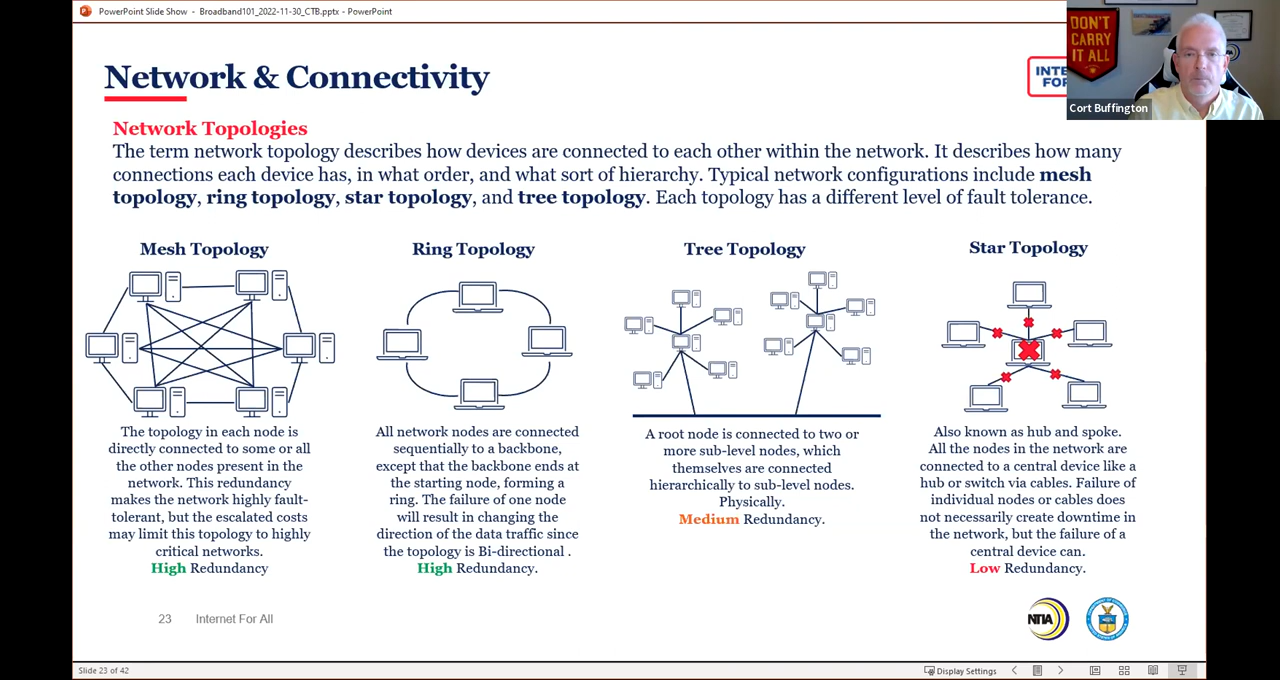 PowerPoint Slide Show - Broadband101_2022-11-30_CTB.pptx - PowerPoint
DON'T
CARRY
IT ALL
Cort Buffington
Network & Connectivity
INTE
FOR
Network Topologies
The term network topology describes how devices are connected to each other within the network. It describes how many
connections each device has, in what order, and what sort of hierarchy. Typical network configurations include mesh
topology, ring topology, star topology, and tree topology. Each topology has a different level of fault tolerance.
Mesh Topology
The topology in each node is
directly connected to some or all
the other nodes present in the
network. This redundancy
makes the network highly fault-
tolerant, but the escalated costs
may limit this topology to highly
critical networks.
High Redundancy
Ring Topology
All network nodes are connected
sequentially to a backbone,
except that the backbone ends at
the starting node, forming a
ring. The failure of one node
will result in changing the
direction of the data traffic since
the topology is Bi-directional .
High Redundancy.
Tree Topology
A root node is connected to two or
more sub-level nodes, which
themselves are connected
hierarchically to sub-level nodes.
Physically.
Medium Redundancy.
Star Topology
Also known as hub and spoke.
All the nodes in the network are
connected to a central device like a
hub or switch via cables. Failure of
individual nodes or cables does
not necessarily create downtime in
the network, but the failure of a
central device can.
Low Redundancy.
23 Internet For All
NTIA
Slide 23 of 42
Display Settings